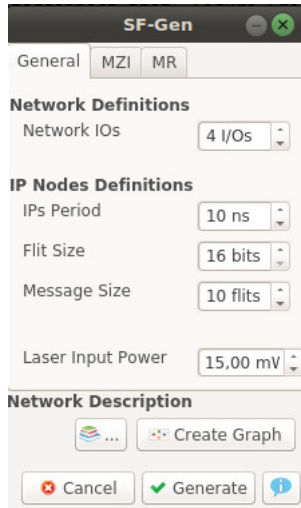 SF-Gen
General MZI MR
Network Definitions
Network IOs 4 I/Os
IP Nodes Definitions
IPs Period 10 ns
Flit Size 16 bits
Message Size 10 flits
Laser Input Power 15,00 mV
Network Description
... Create Graph
Cancel Generate